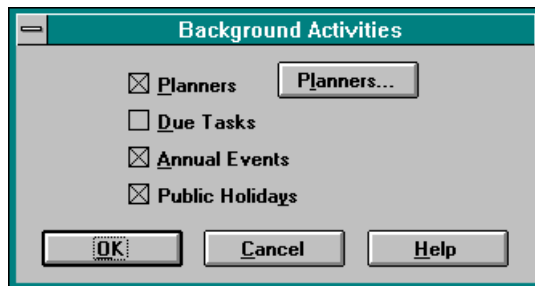 Background Activities
Planners Planners...
Due Tasks
Annual Events
Public Holidays
OK Cancel Help